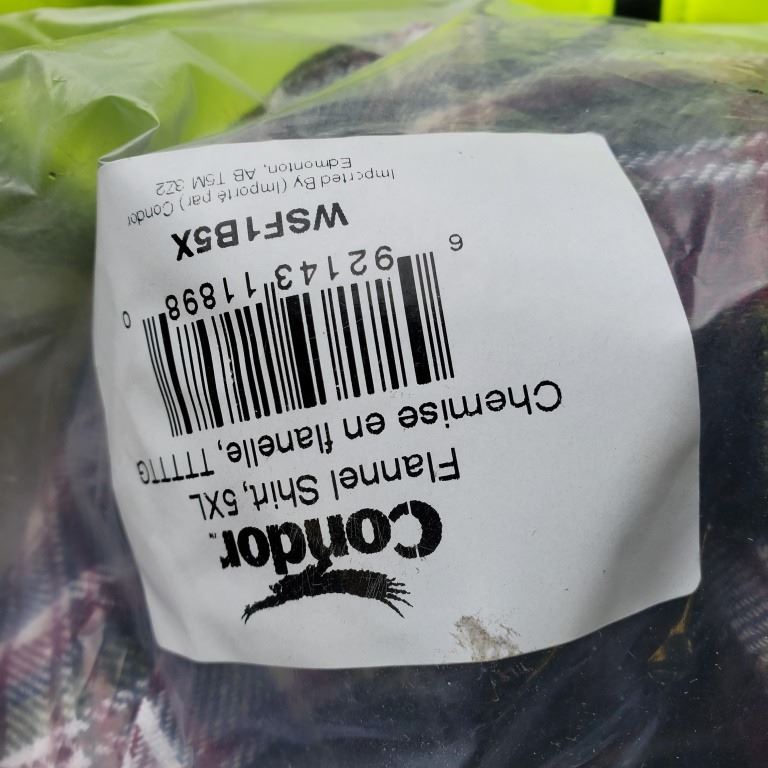 Condor™
Flannel Shirt, 5XL
Chemise en flanelle, TTTTTG
6 92143 11898 0
WSF1B5X
Imported By (Importé par) Condor
Edmonton, AB T5M 3Z2